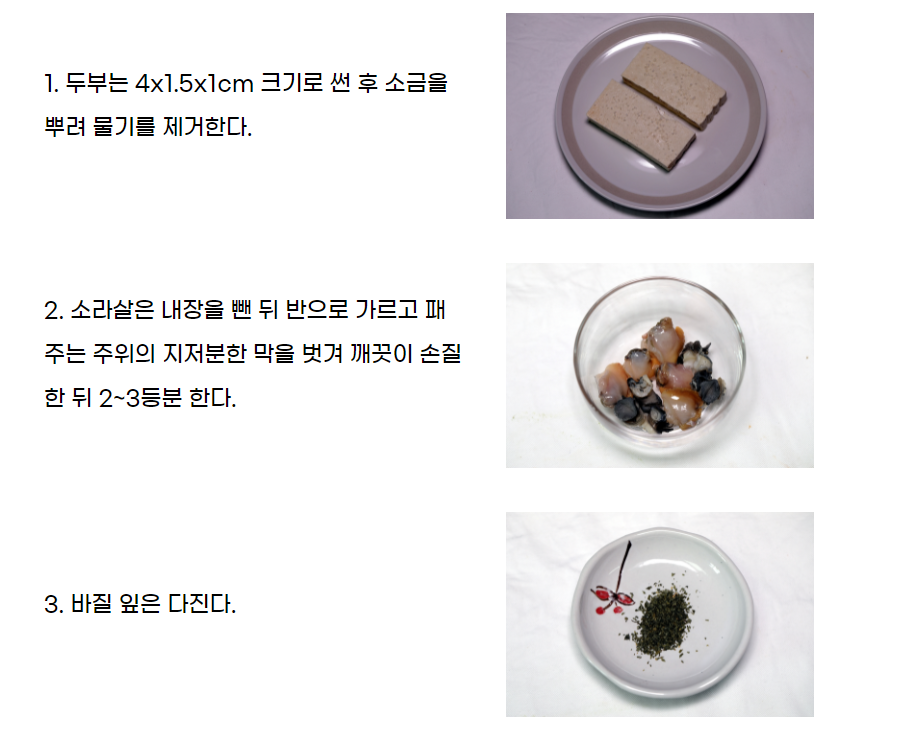 1. 두부는 4x1.5x1cm 크기로 썬 후 소금을
뿌려 물기를 제거한다.
2. 소라살은 내장을 뺀 뒤 반으로 가르고 패
주는 주위의 지저분한 막을 벗겨 깨끗이 손질
한 뒤 2~3등분 한다.
3. 바질 잎은 다진다.